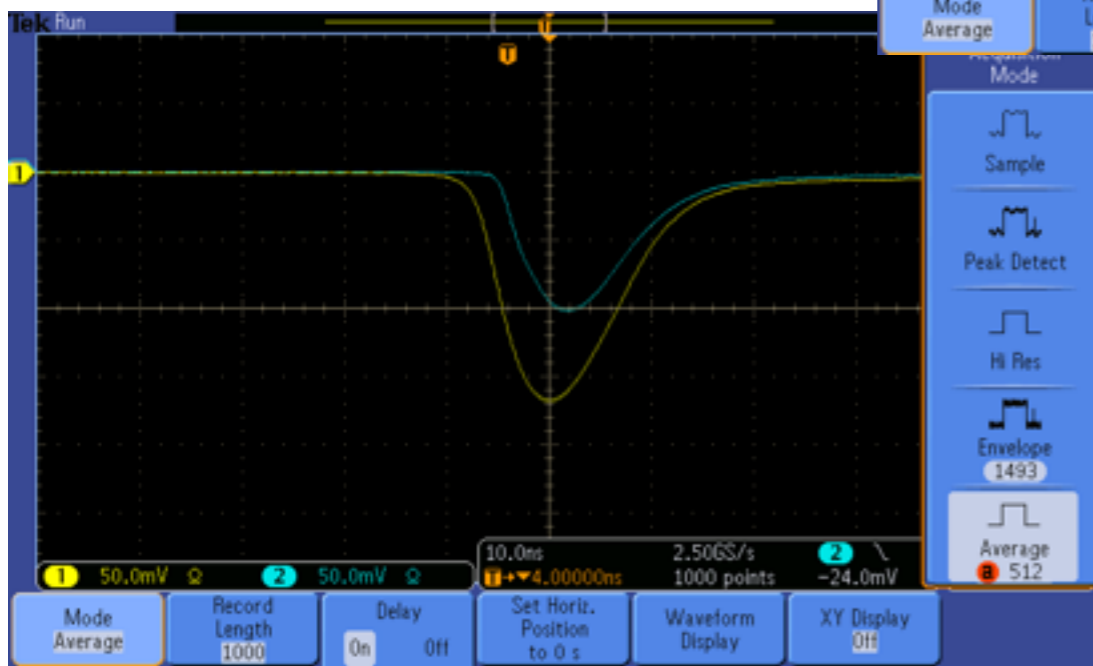 Tek Run
Mode
Average
Mode
Sample
Peak Detect
Hi Res
Envelope
1493
Average
a 512
1
T
10.0ns 2.50GS/s 2
T→▼4.00000ns 1000 points -24.0mV
1 50.0mV Ω 2 50.0mV Ω
Mode
Average
Record
Length
1000
Delay
On Off
Set Horiz.
Position
to 0 s
Waveform
Display
XY Display
Off